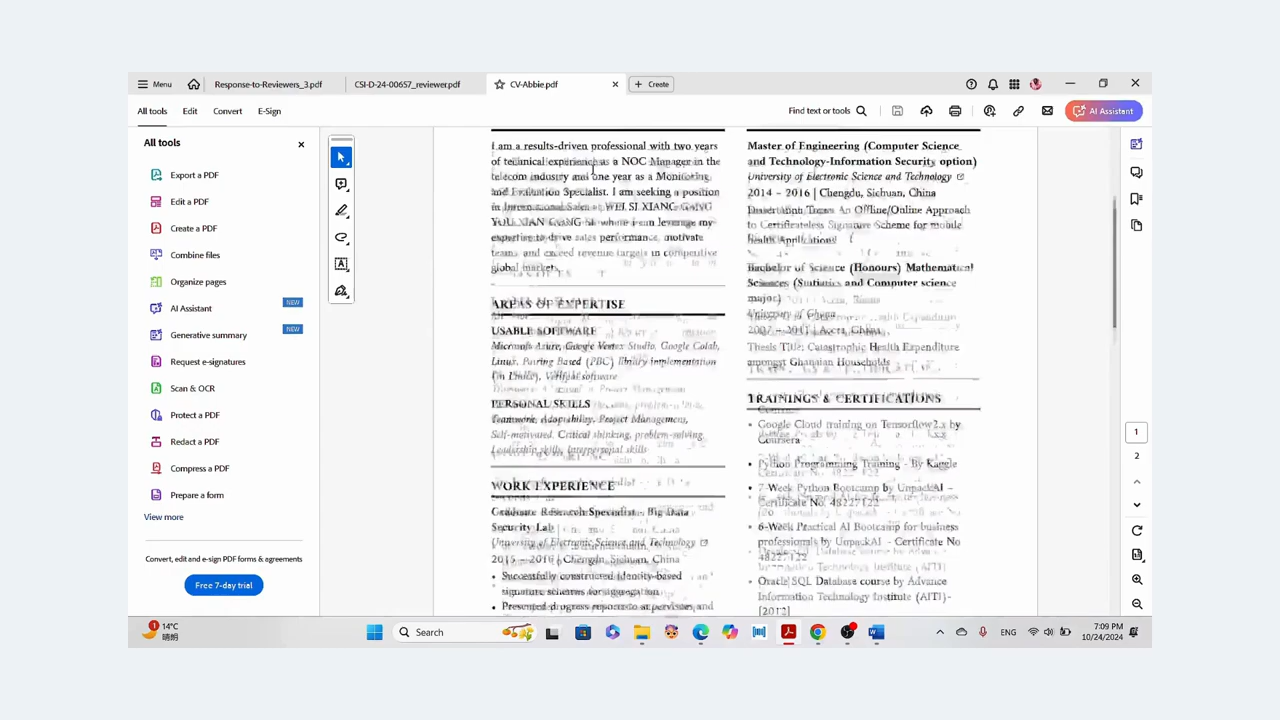 Menu
Response-to-Reviewers_3.pdf
CSI-D-24-00657_reviewer.pdf
CV-Abbie.pdf
Create
All tools
Edit
Convert
E-Sign
Find text or tools
AI Assistant
All tools
Export a PDF
Edit a PDF
Create a PDF
Combine files
Organize pages
AI Assistant
NEW
Generative summary
NEW
Request e-signatures
Scan & OCR
Protect a PDF
Redact a PDF
Compress a PDF
Prepare a form
View more
Convert, edit and e-sign PDF forms & agreements
Free 7-day trial
I am a results-driven professional with two years
of technical experience as a NOC Manager in the
telecom industry and one year as a Monitoring
and Evaluation Specialist. I am seeking a position
in International Sales at WEI SI XIANG
where I can leverage my
expertise to drive sales performance, motivate
teams and exceed revenue targets in competitive
global markets.
AREAS OF EXPERTISE
USABLE SOFTWARE
Microsoft Azure, Google Vertex Studio, Google Colab,
Linux, Pairing Based (PBC) library implementation
software
PERSONAL SKILLS
Teamwork, Adaptability, Project Management,
Self-motivated, Critical thinking, problem-solving,
Leadership skills, Interpersonal skills
WORK EXPERIENCE
Graduate Research Specialist - Big Data
Security Lab
University of Electronic Science and Technology
2015 - 2016 | Chengdu, Sichuan, China
• Successfully constructed Identity-based
signature schemes for aggregation
• Presented progress reports to supervisors and
Master of Engineering (Computer Science
and Technology-Information Security option)
University of Electronic Science and Technology
2014 - 2016 | Chengdu, Sichuan, China
Dissertation Topic: An Offline/Online Approach
to Certificateless Signature Scheme for mobile
health Applications
Bachelor of Science (Honours) Mathematical
Sciences (Statistics and Computer science
major)
University of Ghana
2007 - 2011 | Accra, Ghana
Thesis Title: Catastrophic Health Expenditure
amongst Ghanaian Households
TRAININGS & CERTIFICATIONS
• Google Cloud training on Tensorflow2.x by
Coursera
• Python Programming Training - By Kaggle
• 7-Week Python Bootcamp by UnpackAI –
Certificate No. 48227122
• 6-Week Practical AI Bootcamp for business
professionals by UnpackAI - Certificate No
48227122
• Oracle SQL Database course by Advance
Information Technology Institute (AITI)-
[2012]
1
2
1
14°C
晴朗
Search
ENG
7:09 PM
10/24/2024